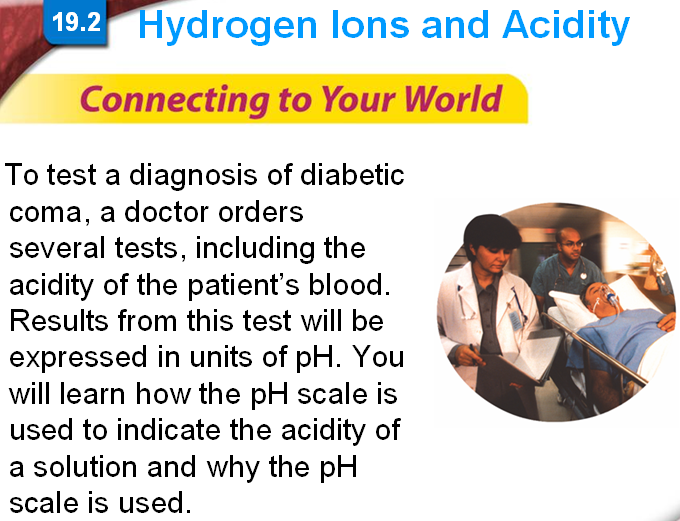 19.2 Hydrogen Ions and Acidity
Connecting to Your World
To test a diagnosis of diabetic
coma, a doctor orders
several tests, including the
acidity of the patient's blood.
Results from this test will be
expressed in units of pH. You
will learn how the pH scale is
used to indicate the acidity of
a solution and why the pH
scale is used.